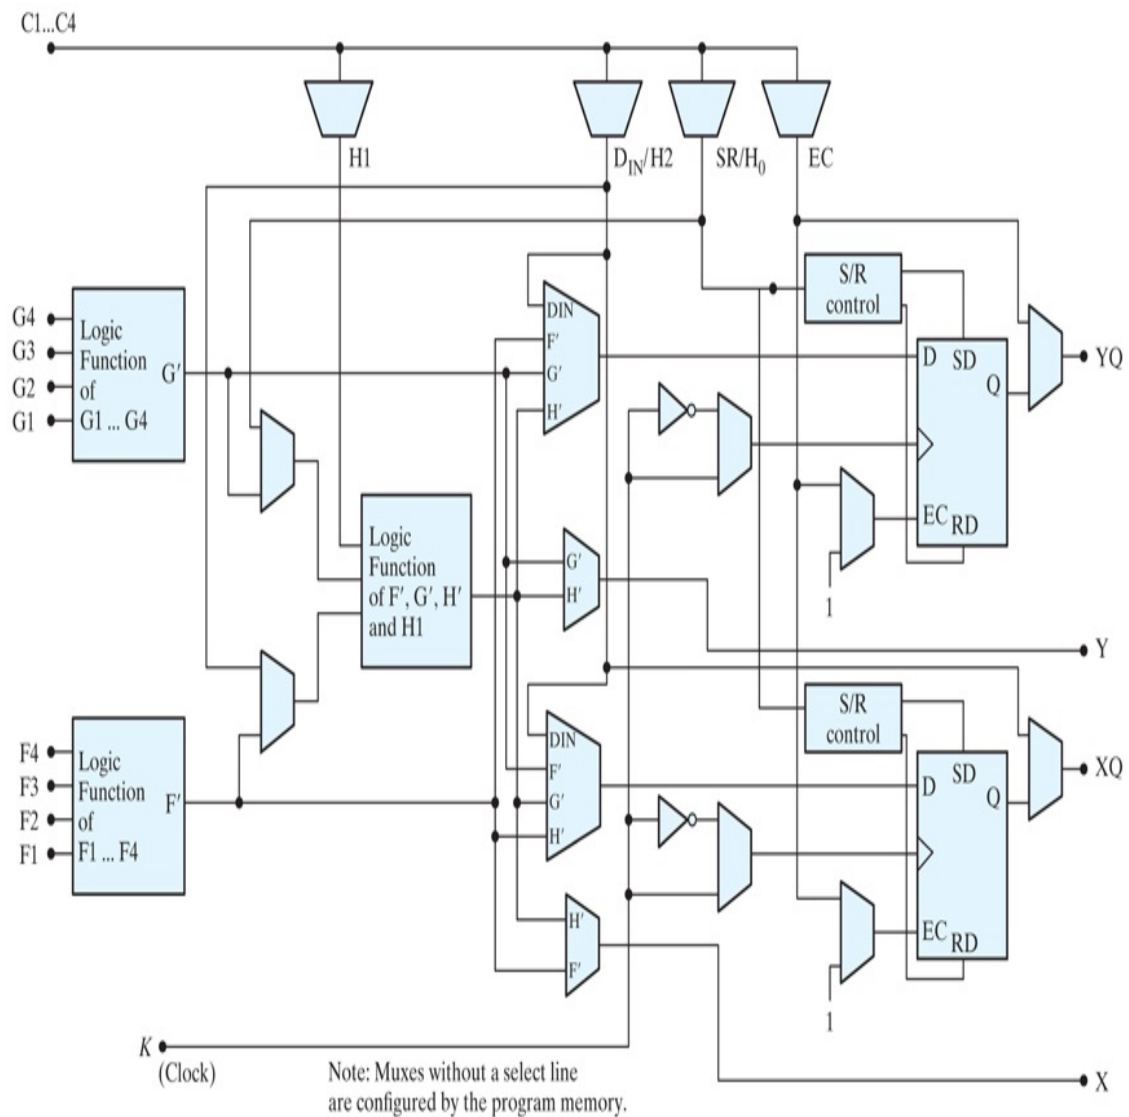 C1...C4
H1
D_IN/H2
SR/H_0
EC
S/R
control
DIN
F'
G'
H'
G4
G3
G2
G1
Logic
Function
of
G1 ... G4
G'
D
SD
Q
EC
RD
YQ
1
Logic
Function
of F', G', H'
and H1
G'
H'
Y
S/R
control
DIN
F'
G'
H'
F4
F3
F2
F1
Logic
Function
of
F1 ... F4
F'
D
SD
Q
EC
RD
XQ
1
H'
F'
K
(Clock)
Note: Muxes without a select line
are configured by the program memory.
X